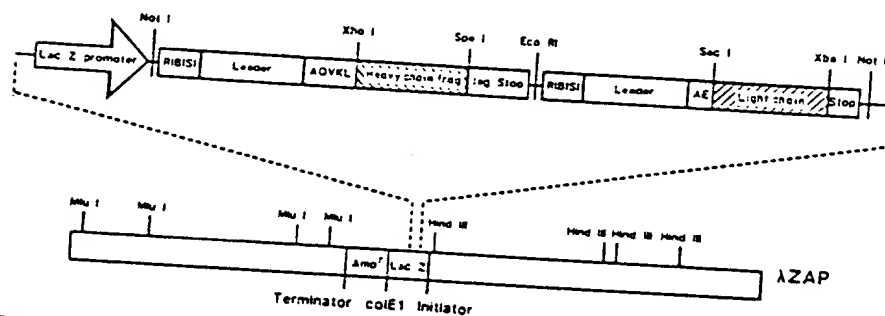 Not I
Xho I
Spe I
Eco RI
Sac I
Xba I
Not I
Lac Z promoter
RIBISI
Leader
AQVKL
Heavy chain frag
tag
Stop
RIBISI
Leader
AE
Light chain
Stop
Mlu I
Mlu I
Mlu I
Mlu I
Hind III
Hind III
Hind III
Hind III
Ampʳ
Lac Z
λZAP
Terminator
colE1
Initiator